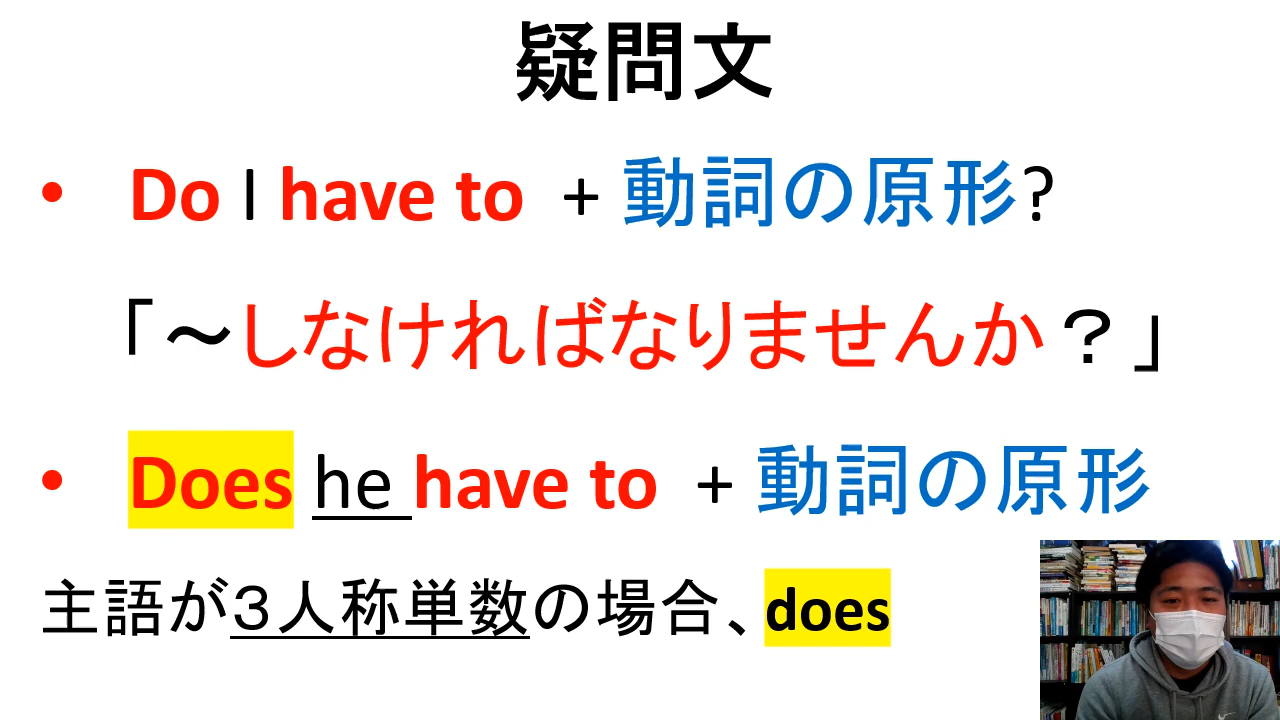 疑問文
• Do I have to + 動詞の原形?
「～しなければなりませんか？」
• Does he have to + 動詞の原形
主語が３人称単数の場合、does